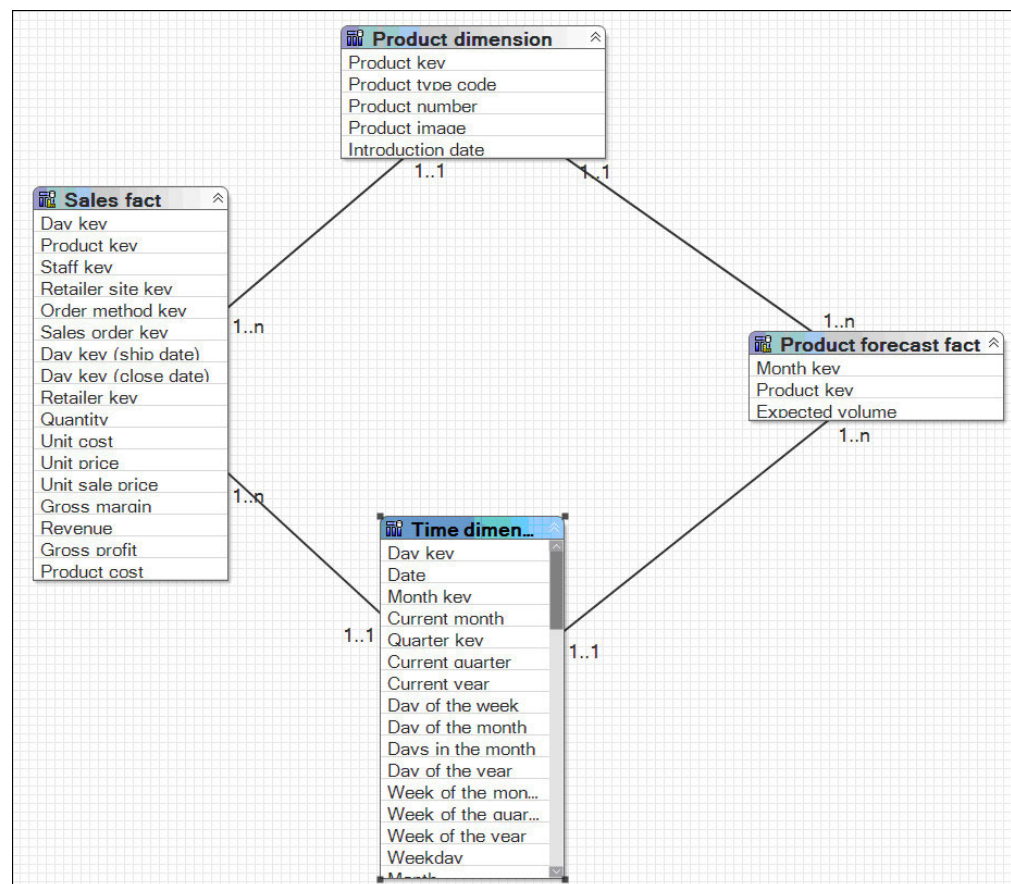 Product dimension
Product key
Product type code
Product number
Product image
Introduction date
1..1
1..1
Sales fact
Day key
Product key
Staff key
Retailer site key
Order method key
Sales order key
Day key (ship date)
Day key (close date)
Retailer key
Quantity
Unit cost
Unit price
Unit sale price
Gross margin
Revenue
Gross profit
Product cost
1..n
1..n
1..n
Product forecast fact
Month key
Product key
Expected volume
1..n
Time dimen...
Day key
Date
Month key
Current month
Quarter key
Current quarter
Current year
Day of the week
Day of the month
Days in the month
Day of the year
Week of the mon...
Week of the quar...
Week of the year
Weekday
Month
1..1
1..1